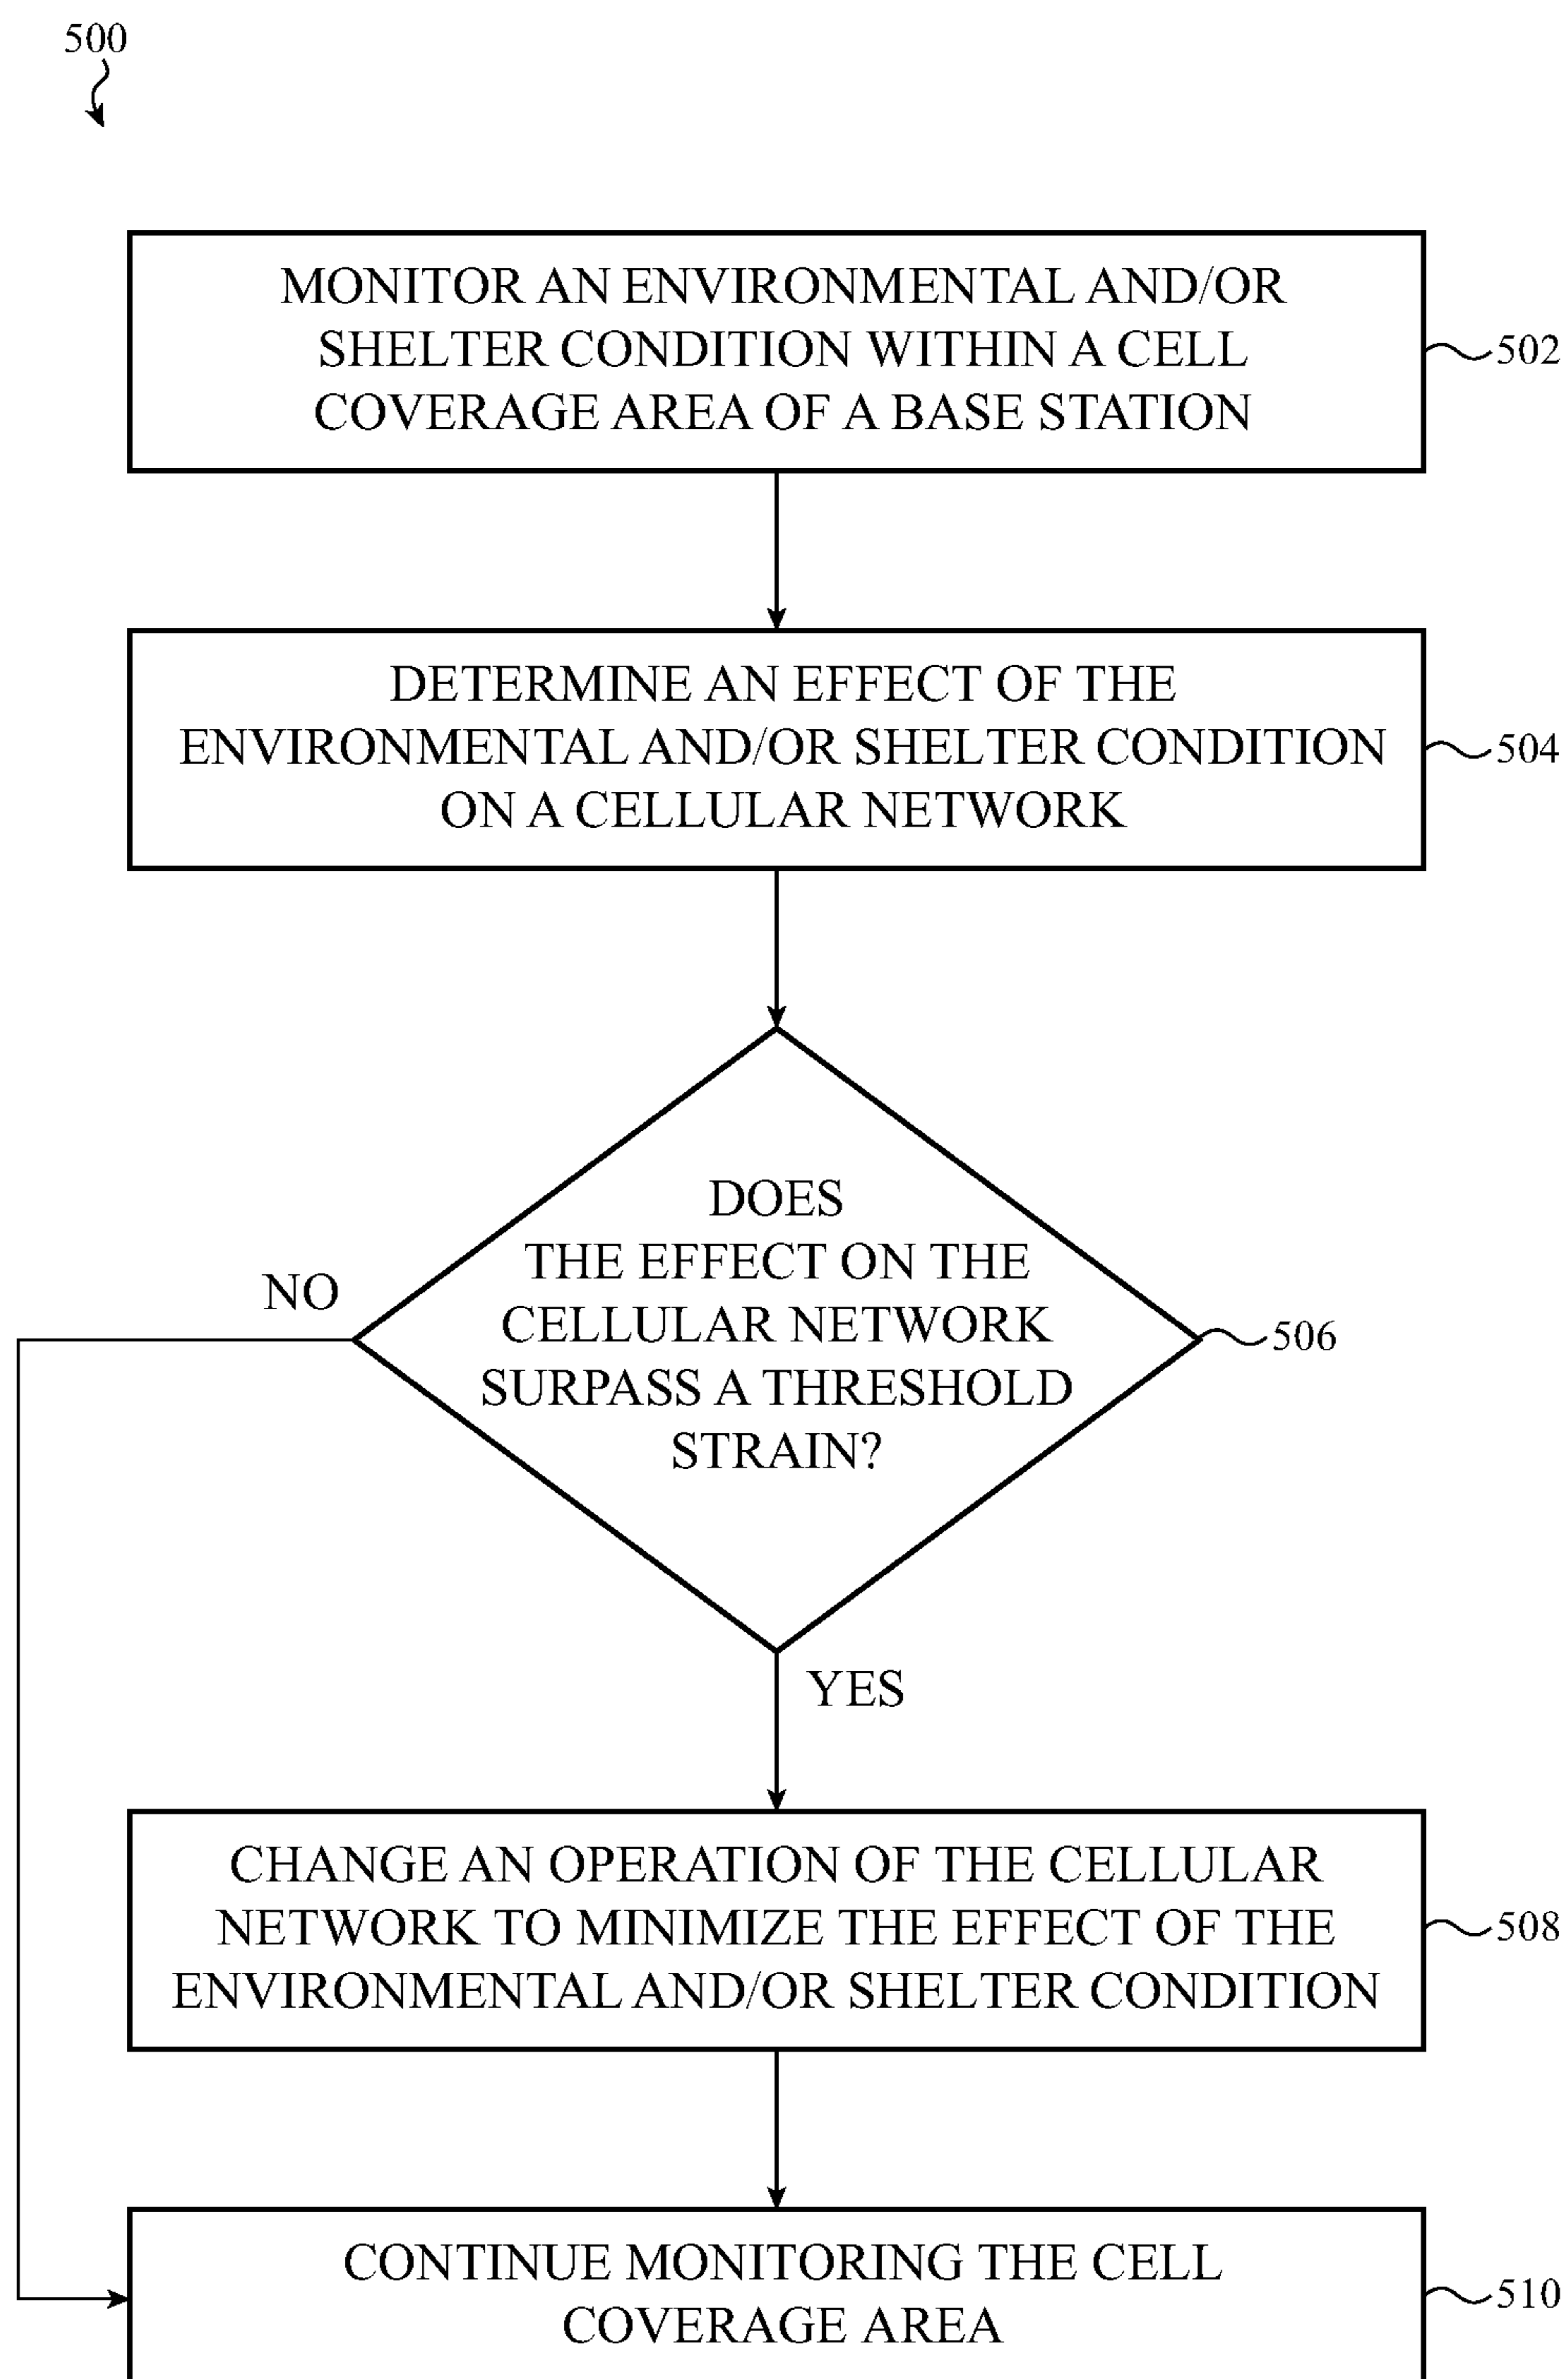 500
MONITOR AN ENVIRONMENTAL AND/OR
SHELTER CONDITION WITHIN A CELL
COVERAGE AREA OF A BASE STATION
502
DETERMINE AN EFFECT OF THE
ENVIRONMENTAL AND/OR SHELTER CONDITION
ON A CELLULAR NETWORK
504
DOES
THE EFFECT ON THE
CELLULAR NETWORK
SURPASS A THRESHOLD
STRAIN?
NO
506
YES
CHANGE AN OPERATION OF THE CELLULAR
NETWORK TO MINIMIZE THE EFFECT OF THE
ENVIRONMENTAL AND/OR SHELTER CONDITION
508
CONTINUE MONITORING THE CELL
COVERAGE AREA
510